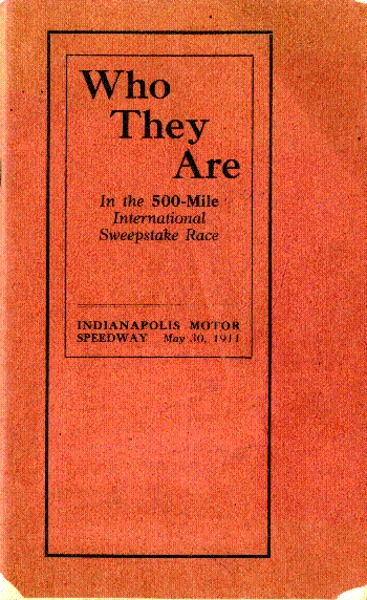 Who
They
Are
In the 500-Mile
International
Sweepstake Race
INDIANAPOLIS MOTOR
SPEEDWAY May 30, 1911